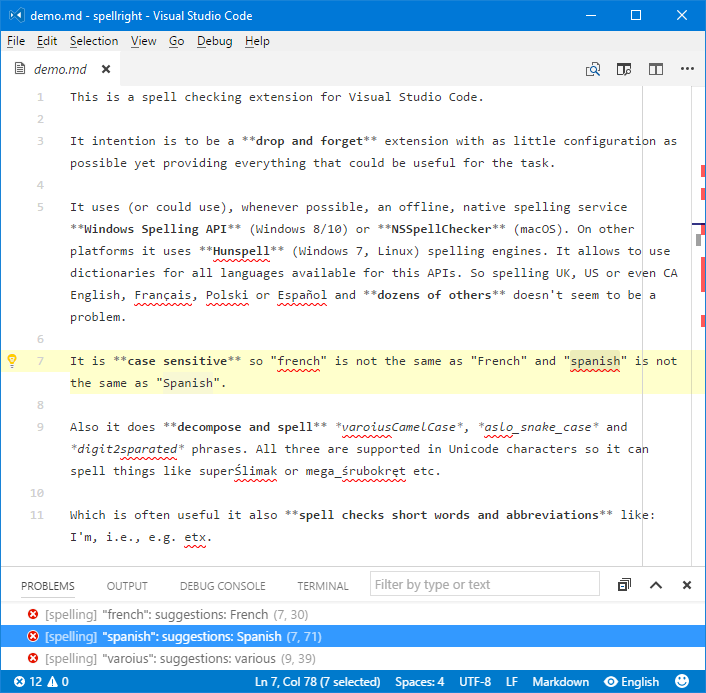 demo.md - spellright - Visual Studio Code
File Edit Selection View Go Debug Help
demo.md
1 This is a spell checking extension for Visual Studio Code.
2
3 It intention is to be a **drop and forget** extension with as little configuration as
possible yet providing everything that could be useful for the task.
4
5 It uses (or could use), whenever possible, an offline, native spelling service
**Windows Spelling API** (Windows 8/10) or **NSSpellChecker** (macOS). On other
platforms it uses **Hunspell** (Windows 7, Linux) spelling engines. It allows to use
dictionaries for all languages available for this APIs. So spelling UK, US or even CA
English, Français, Polski or Español and **dozens of others** doesn't seem to be a
problem.
6
7 It is **case sensitive** so "french" is not the same as "French" and "spanish" is not
the same as "Spanish".
8
9 Also it does **decompose and spell** *varoiusCamelCase*, *aslo_snake_case* and
*digit2sparated* phrases. All three are supported in Unicode characters so it can
spell things like superŚlimak or mega_śrubokręt etc.
10
11 Which is often useful it also **spell checks short words and abbreviations** like:
I'm, i.e., e.g. etx.
PROBLEMS OUTPUT DEBUG CONSOLE TERMINAL Filter by type or text
[spelling] "french": suggestions: French (7, 30)
[spelling] "spanish": suggestions: Spanish (7, 71)
[spelling] "varoius": suggestions: various (9, 39)
12 0 Ln 7, Col 78 (7 selected) Spaces: 4 UTF-8 LF Markdown English